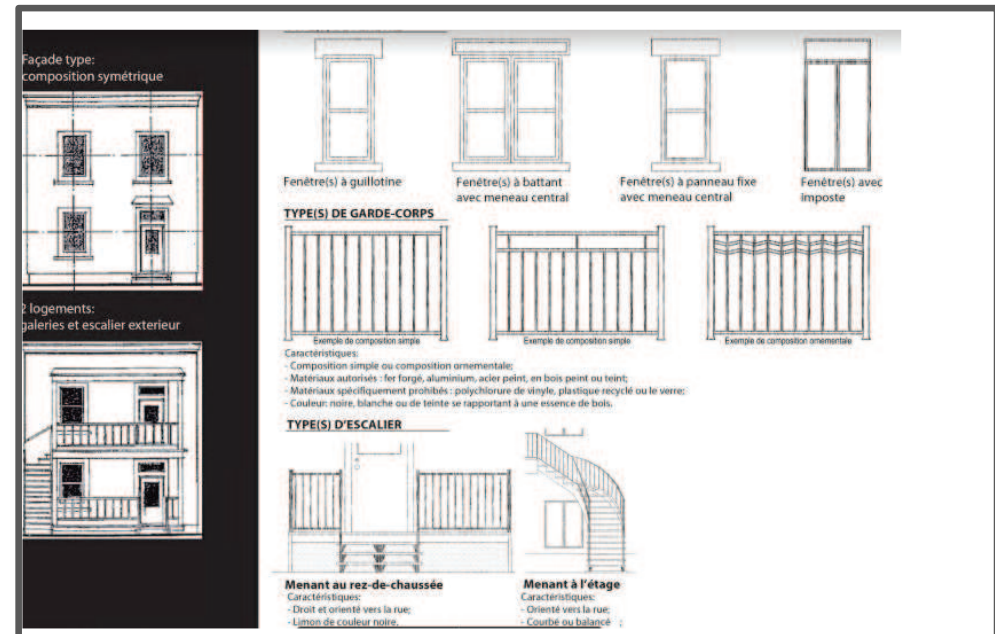 Façade type:
composition symétrique
2 logements:
galeries et escalier exterieur
Fenêtre(s) à guillotine
Fenêtre(s) à battant
avec meneau central
Fenêtre(s) à panneau fixe
avec meneau central
Fenêtre(s) avec
imposte
TYPE(S) DE GARDE-CORPS
Exemple de composition simple
Exemple de composition simple
Exemple de composition ornementale
Caractéristiques:
- Composition simple ou composition ornementale;
- Matériaux autorisés : fer forgé, aluminium, acier peint, en bois peint ou teint;
- Matériaux spécifiquement prohibés : polychlorure de vinyle, plastique recyclé ou le verre;
- Couleur: noire, blanche ou de teinte se rapportant à une essence de bois.
TYPE(S) D'ESCALIER
Menant au rez-de-chaussée
Caractéristiques:
- Droit et orienté vers la rue;
- Limon de couleur noire.
Menant à l'étage
Caractéristiques:
- Orienté vers la rue;
- Courbé ou balancé ;